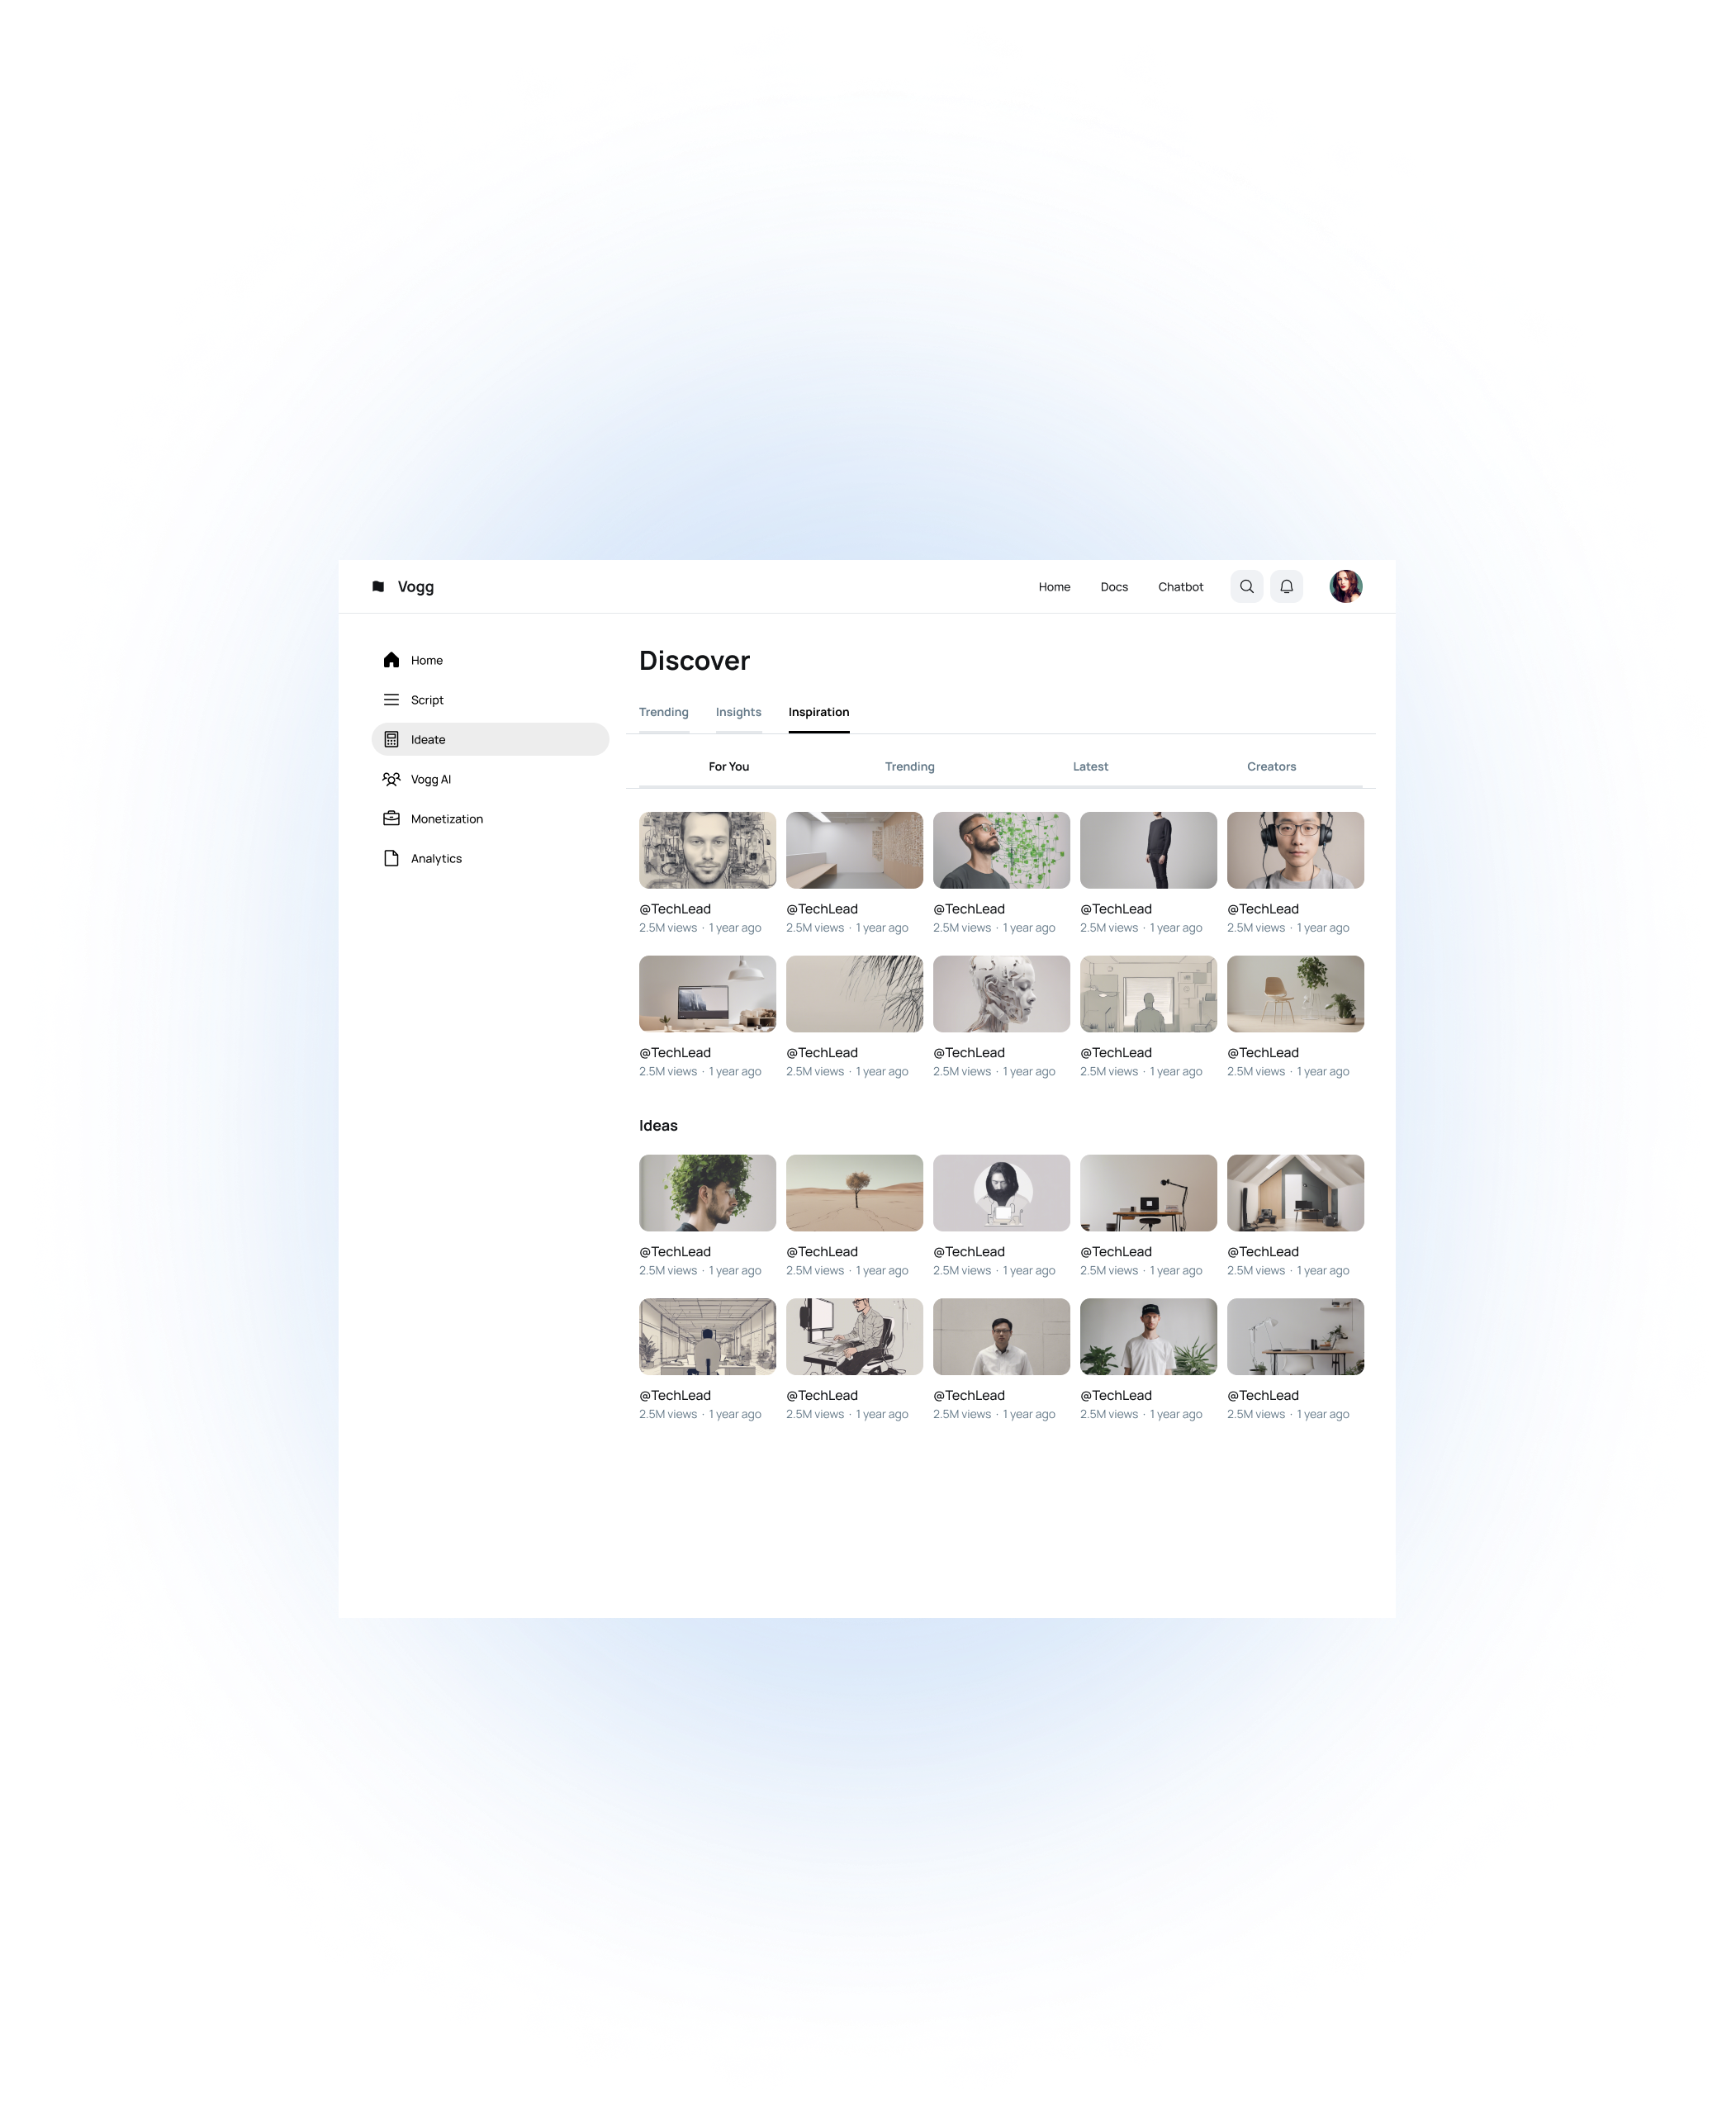 Vogg
Home Docs Chatbot
Home
Script
Ideate
Vogg AI
Monetization
Analytics
Discover
Trending Insights Inspiration
For You Trending Latest Creators
@TechLead @TechLead @TechLead @TechLead @TechLead
2.5M views · 1 year ago 2.5M views · 1 year ago 2.5M views · 1 year ago 2.5M views · 1 year ago 2.5M views · 1 year ago
@TechLead @TechLead @TechLead @TechLead @TechLead
2.5M views · 1 year ago 2.5M views · 1 year ago 2.5M views · 1 year ago 2.5M views · 1 year ago 2.5M views · 1 year ago
Ideas
@TechLead @TechLead @TechLead @TechLead @TechLead
2.5M views · 1 year ago 2.5M views · 1 year ago 2.5M views · 1 year ago 2.5M views · 1 year ago 2.5M views · 1 year ago
@TechLead @TechLead @TechLead @TechLead @TechLead
2.5M views · 1 year ago 2.5M views · 1 year ago 2.5M views · 1 year ago 2.5M views · 1 year ago 2.5M views · 1 year ago